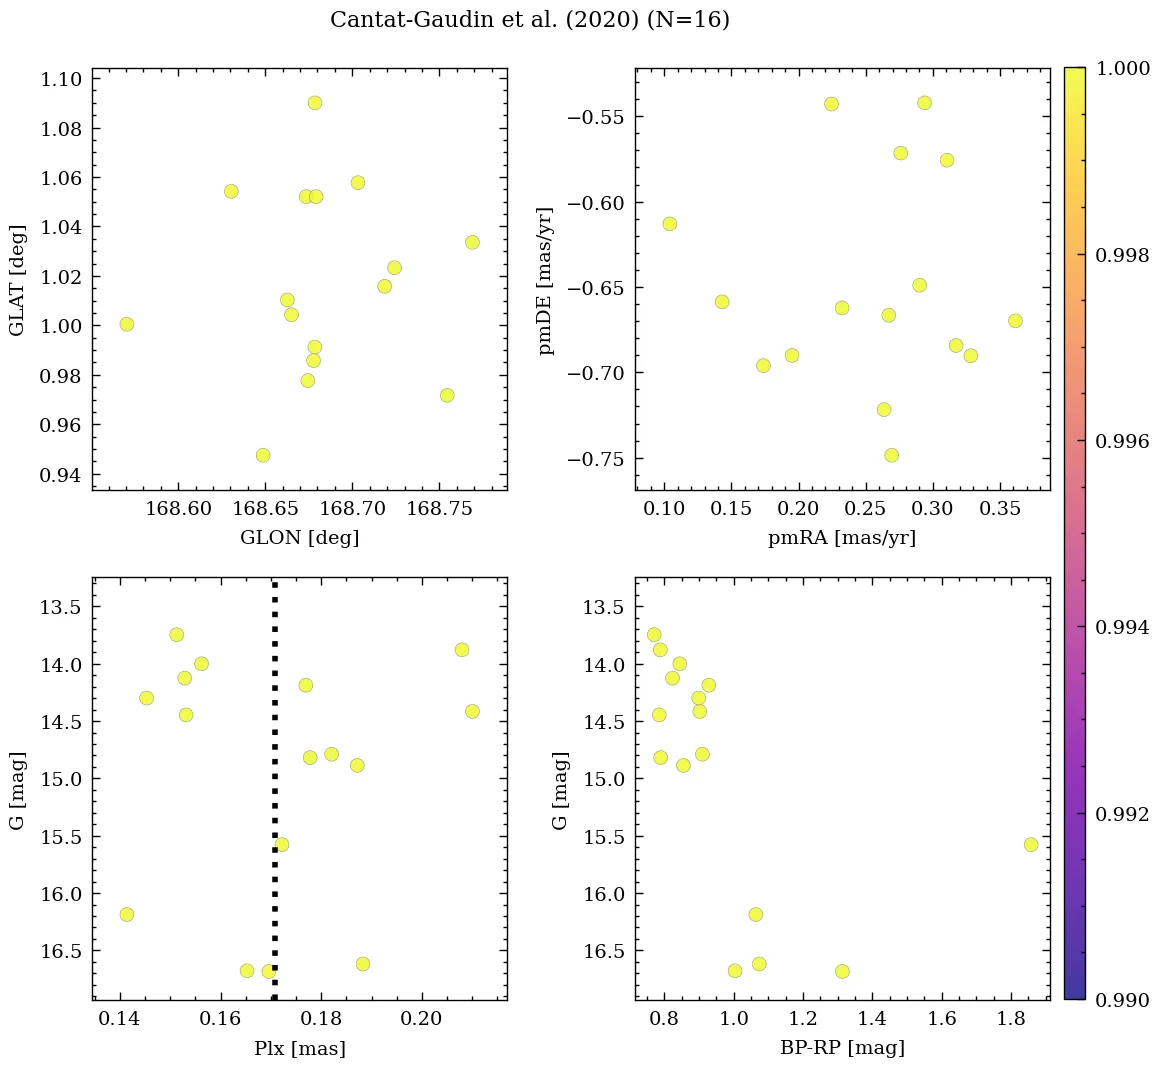 Cantat-Gaudin et al. (2020) (N=16)
1.10
1.08
1.06
1.04
1.02
1.00
0.98
0.96
0.94
GLAT [deg]
168.60 168.65 168.70 168.75
GLON [deg]
−0.55
−0.60
−0.65
−0.70
−0.75
pmDE [mas/yr]
0.10 0.15 0.20 0.25 0.30 0.35
pmRA [mas/yr]
13.5
14.0
14.5
15.0
15.5
16.0
16.5
G [mag]
0.14 0.16 0.18 0.20
Plx [mas]
13.5
14.0
14.5
15.0
15.5
16.0
16.5
G [mag]
0.8 1.0 1.2 1.4 1.6 1.8
BP-RP [mag]
1.000
0.998
0.996
0.994
0.992
0.990